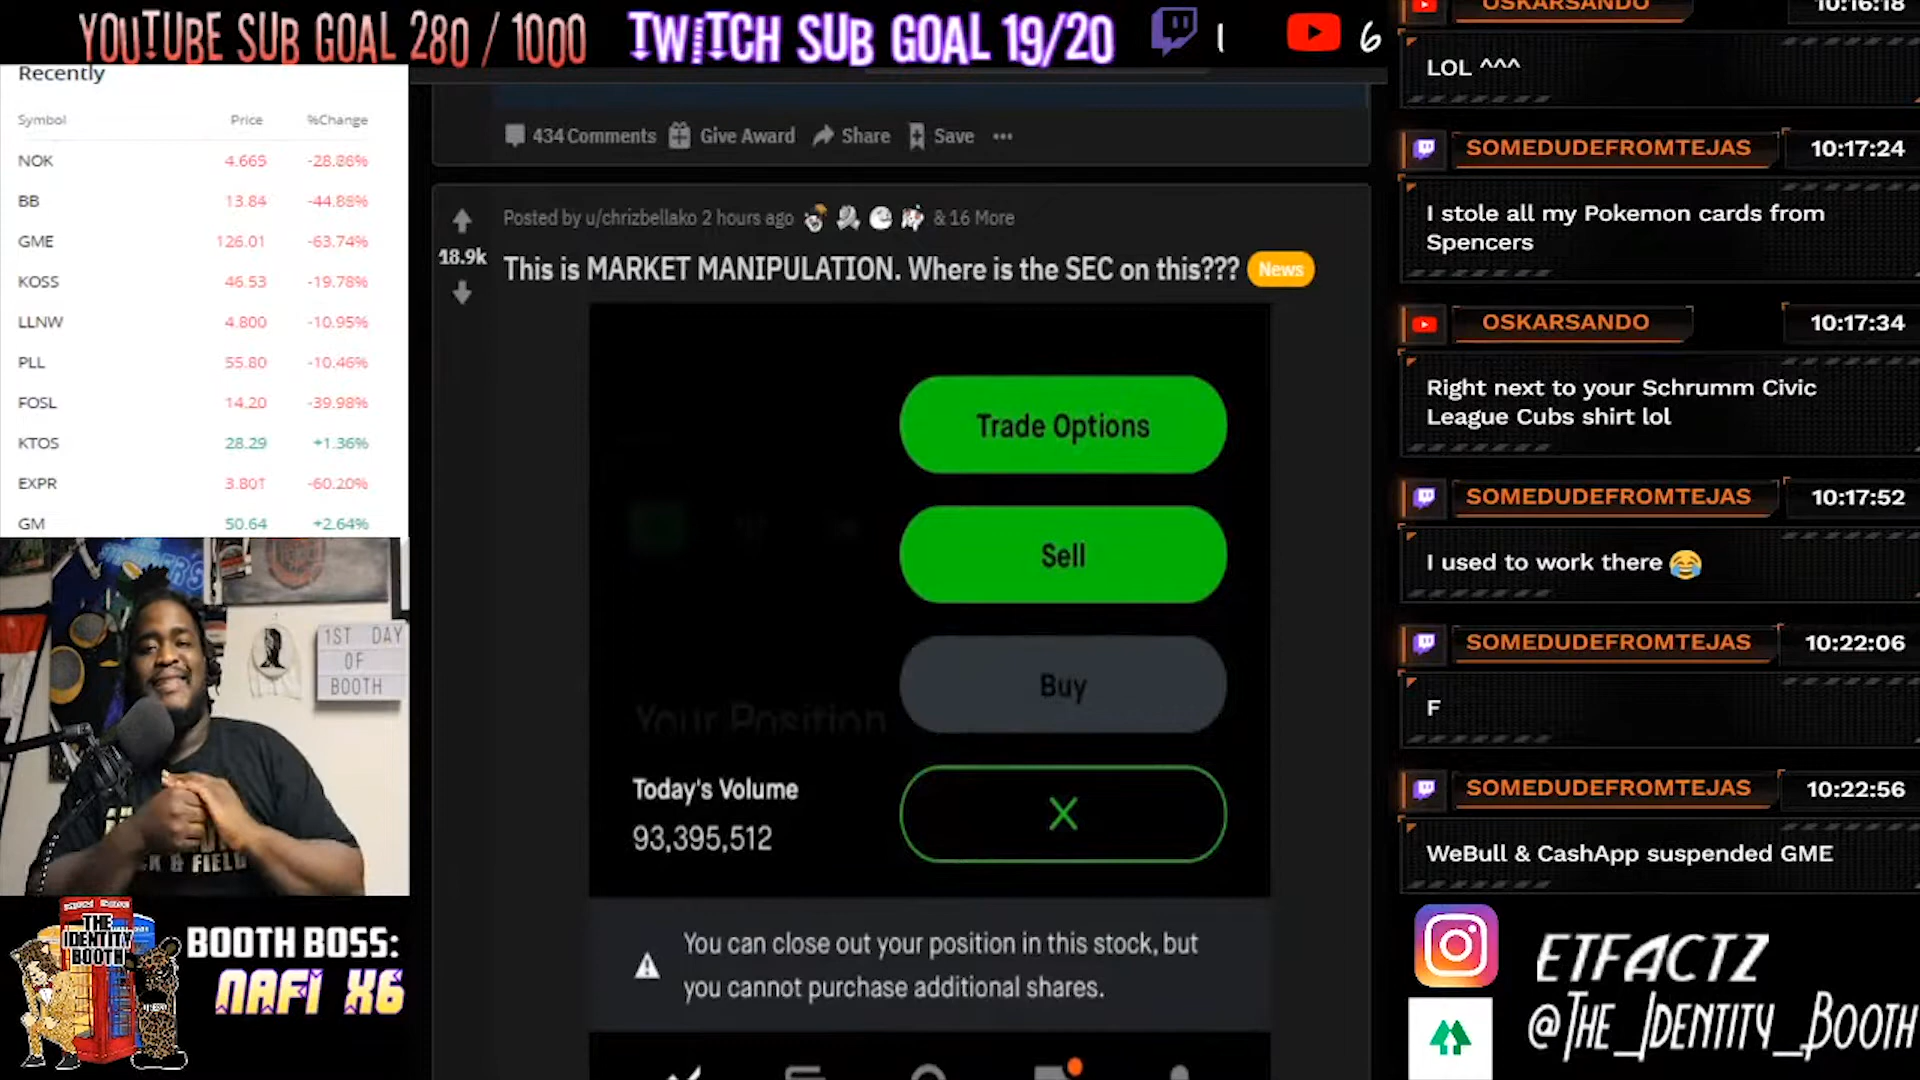 YOUTUBE SUB GOAL 280 / 1000
TWITCH SUB GOAL 19/20
1
6
Recently
Symbol Price %Change
NOK 4.665 -28.86%
BB 13.84 -44.88%
GME 126.01 -63.74%
KOSS 46.53 -19.78%
LLNW 4.800 -10.95%
PLL 55.80 -10.46%
FOSL 14.20 -39.98%
KTOS 28.29 +1.36%
EXPR 3.801 -60.20%
GM 50.64 +2.64%
1ST DAY
OF
BOOTH
& FIELD
THE
IDENTITY
BOOTH
BOOTH BOSS:
NAFI X6
434 Comments Give Award Share Save
Posted by u/chrizbellako 2 hours ago & 16 More
18.9k
This is MARKET MANIPULATION. Where is the SEC on this??? News
Trade Options
Sell
Buy
Your Position
Today's Volume
93,395,512
X
You can close out your position in this stock, but
you cannot purchase additional shares.
OSKARSANDO 10:16:18
LOL ^^^
SOMEDUDEFROMTEJAS 10:17:24
I stole all my Pokemon cards from
Spencers
OSKARSANDO 10:17:34
Right next to your Schrumm Civic
League Cubs shirt lol
SOMEDUDEFROMTEJAS 10:17:52
I used to work there 😂
SOMEDUDEFROMTEJAS 10:22:06
F
SOMEDUDEFROMTEJAS 10:22:56
WeBull & CashApp suspended GME
ETFACTZ
@THE_IDENTITY_BOOTH